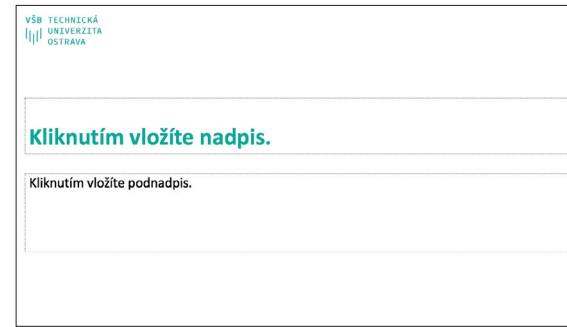 VŠB TECHNICKÁ
UNIVERZITA
OSTRAVA
Kliknutím vložíte nadpis.
Kliknutím vložíte podnadpis.